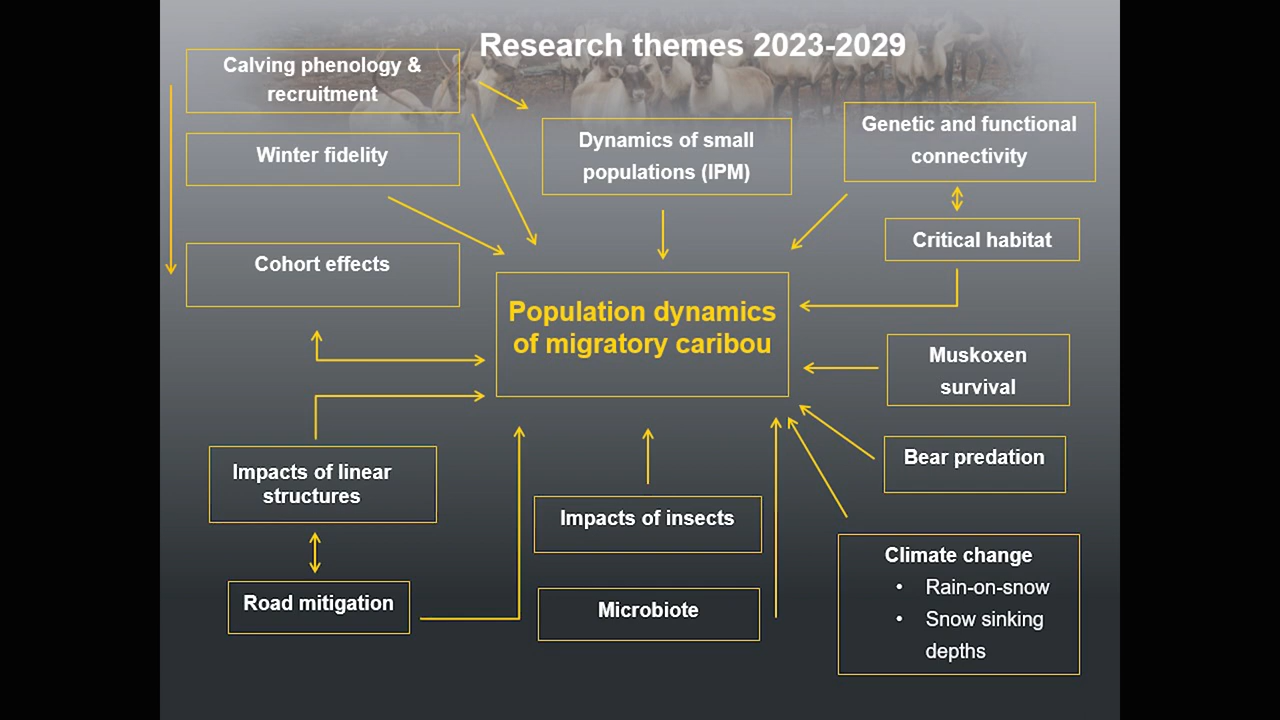 Research themes 2023-2029
Calving phenology &
recruitment
Winter fidelity
Cohort effects
Dynamics of small
populations (IPM)
Genetic and functional
connectivity
Critical habitat
Population dynamics
of migratory caribou
Muskoxen
survival
Bear predation
Impacts of linear
structures
Road mitigation
Impacts of insects
Microbiote
Climate change
• Rain-on-snow
• Snow sinking
depths